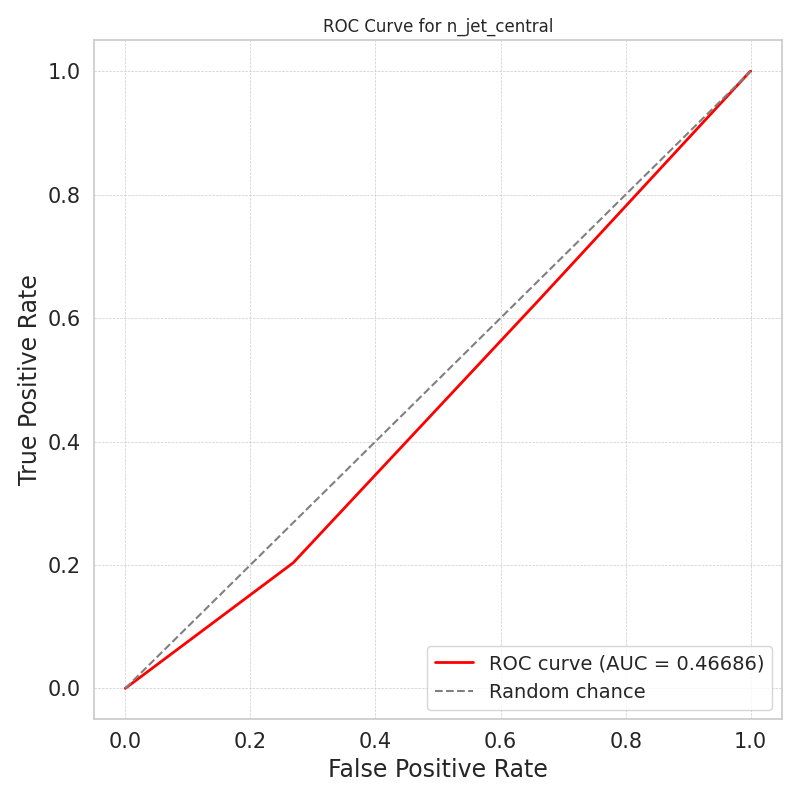 ROC Curve for n_jet_central
True Positive Rate
1.0
0.8
0.6
0.4
0.2
0.0
ROC curve (AUC = 0.46686)
Random chance
0.0 0.2 0.4 0.6 0.8 1.0
False Positive Rate